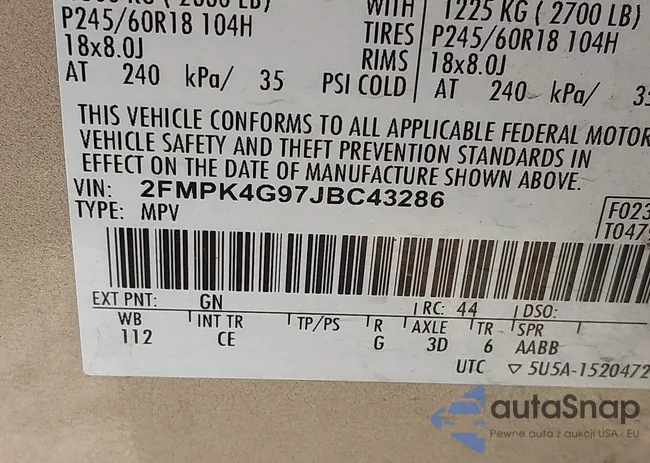 WITH 1225 KG ( 2700 LB)
P245/60R18 104H TIRES P245/60R18 104H
18x8.0J RIMS 18x8.0J
AT 240 kPa/ 35 PSI COLD AT 240 kPa/ 35
THIS VEHICLE CONFORMS TO ALL APPLICABLE FEDERAL MOTOR
VEHICLE SAFETY AND THEFT PREVENTION STANDARDS IN
EFFECT ON THE DATE OF MANUFACTURE SHOWN ABOVE.
VIN: 2FMPK4G97JBC43286
TYPE: MPV
F023
T0479
EXT PNT: GN RC: 44 DSO:
WB INT TR TP/PS R AXLE TR SPR
112 CE G 3D 6 AABB
UTC ▽ 5U5A-1520472
autaSnap
Pewne auta z aukcji USA i EU